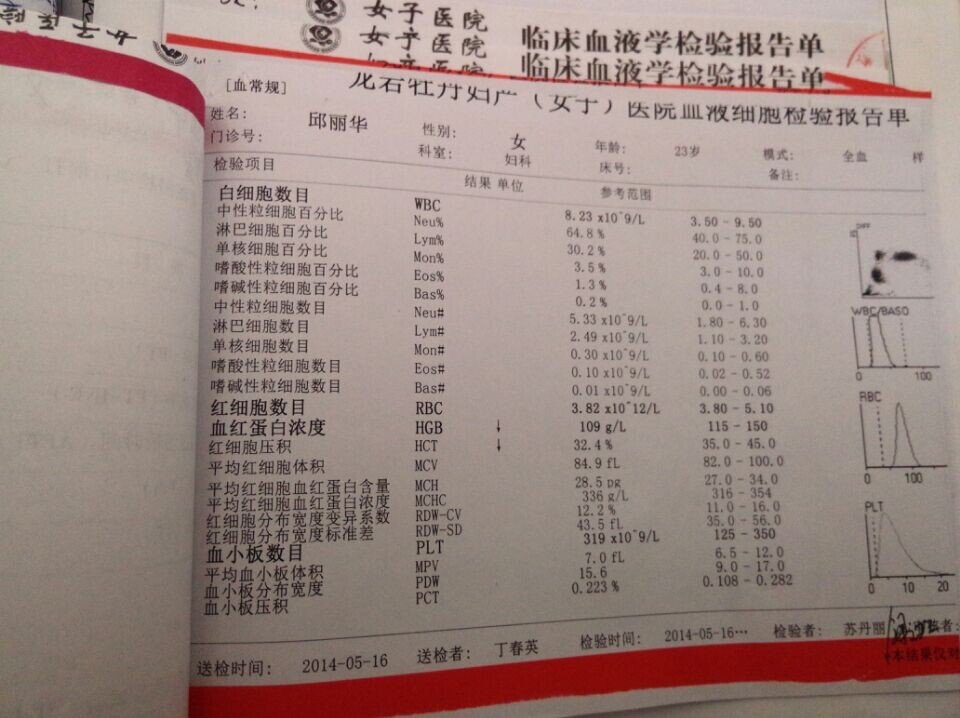 女子医院
女子医院
女子医院
临床血液学检验报告单
临床血液学检验报告单
[血常规]
龙岩牡丹妇产（女子）医院血液细胞检验报告单
姓名： 邱丽华 性别： 女 年龄： 23岁 模式： 全血 样
门诊号： 科室： 妇科 床号： 备注：
检验项目 结果 单位 参考范围
白细胞数目 WBC 8.23 x10^9/L 3.50 - 9.50
中性粒细胞百分比 Neu% 64.8 % 40.0 - 75.0
淋巴细胞百分比 Lym% 30.2 % 20.0 - 50.0
单核细胞百分比 Mon% 3.5 % 3.0 - 10.0
嗜酸性粒细胞百分比 Eos% 1.3 % 0.4 - 8.0
嗜碱性粒细胞百分比 Bas% 0.2 % 0.0 - 1.0
中性粒细胞数目 Neu# 5.33 x10^9/L 1.80 - 6.30
淋巴细胞数目 Lym# 2.49 x10^9/L 1.10 - 3.20
单核细胞数目 Mon# 0.30 x10^9/L 0.10 - 0.60
嗜酸性粒细胞数目 Eos# 0.10 x10^9/L 0.02 - 0.52
嗜碱性粒细胞数目 Bas# 0.01 x10^9/L 0.00 - 0.06
红细胞数目 RBC 3.82 x10^12/L 3.80 - 5.10
血红蛋白浓度 HGB ↓ 109 g/L 115 - 150
红细胞压积 HCT ↓ 32.4 % 35.0 - 45.0
平均红细胞体积 MCV 84.9 fL 82.0 - 100.0
平均红细胞血红蛋白含量 MCH 28.5 pg 27.0 - 34.0
平均红细胞血红蛋白浓度 MCHC 336 g/L 316 - 354
红细胞分布宽度变异系数 RDW-CV 12.2 % 11.0 - 16.0
红细胞分布宽度标准差 RDW-SD 43.5 fL 35.0 - 56.0
血小板数目 PLT 319 x10^9/L 125 - 350
平均血小板体积 MPV 7.0 fL 6.5 - 12.0
血小板分布宽度 PDW 15.6 9.0 - 17.0
血小板压积 PCT 0.223 % 0.108 - 0.282
DIFF
WBC/BASO
0 100
RBC
0 100
PLT
0 10 20
送检时间： 2014-05-16 送检者： 丁春英 检验时间： 2014-05-16… 检验者： 苏丹丽
本结果仅对